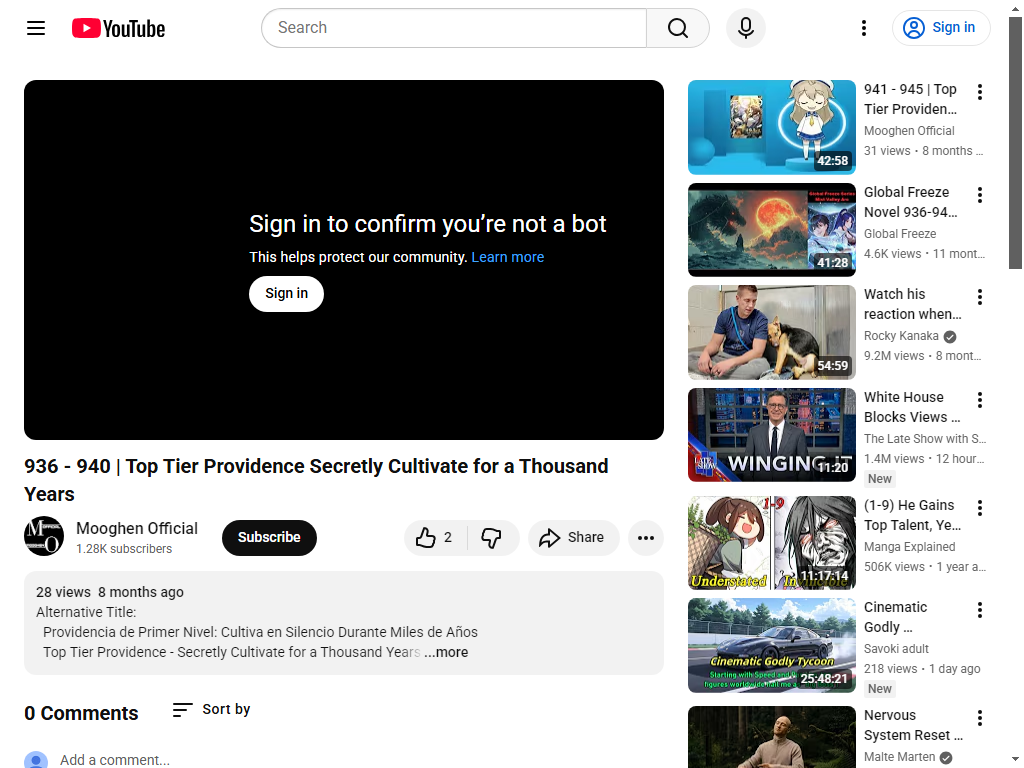 YouTube
Search
Sign in
Sign in to confirm you're not a bot
This helps protect our community. Learn more
Sign in
936 - 940 | Top Tier Providence Secretly Cultivate for a Thousand
Years
Mooghen Official
1.28K subscribers
Subscribe
2
Share
28 views 8 months ago
Alternative Title:
Providencia de Primer Nivel: Cultiva en Silencio Durante Miles de Años
Top Tier Providence - Secretly Cultivate for a Thousand Years ...more
0 Comments
Sort by
Add a comment...
42:58
941 - 945 | Top
Tier Providen...
Mooghen Official
31 views • 8 months ...
41:28
Global Freeze
Novel 936-94...
Global Freeze
4.6K views • 11 mont...
54:59
Watch his
reaction when...
Rocky Kanaka
9.2M views • 8 mont...
LATE SHOW
WINGING IT
11:20
White House
Blocks Views ...
The Late Show with S...
1.4M views • 12 hour...
New
1-9
Understated
11:17:14
(1-9) He Gains
Top Talent, Ye...
Manga Explained
506K views • 1 year a...
Cinematic Godly Tycoon
Starting with Speed and
figures worldwide
25:48:21
Cinematic
Godly ...
Savoki adult
218 views • 1 day ago
New
Nervous
System Reset ...
Malte Marten